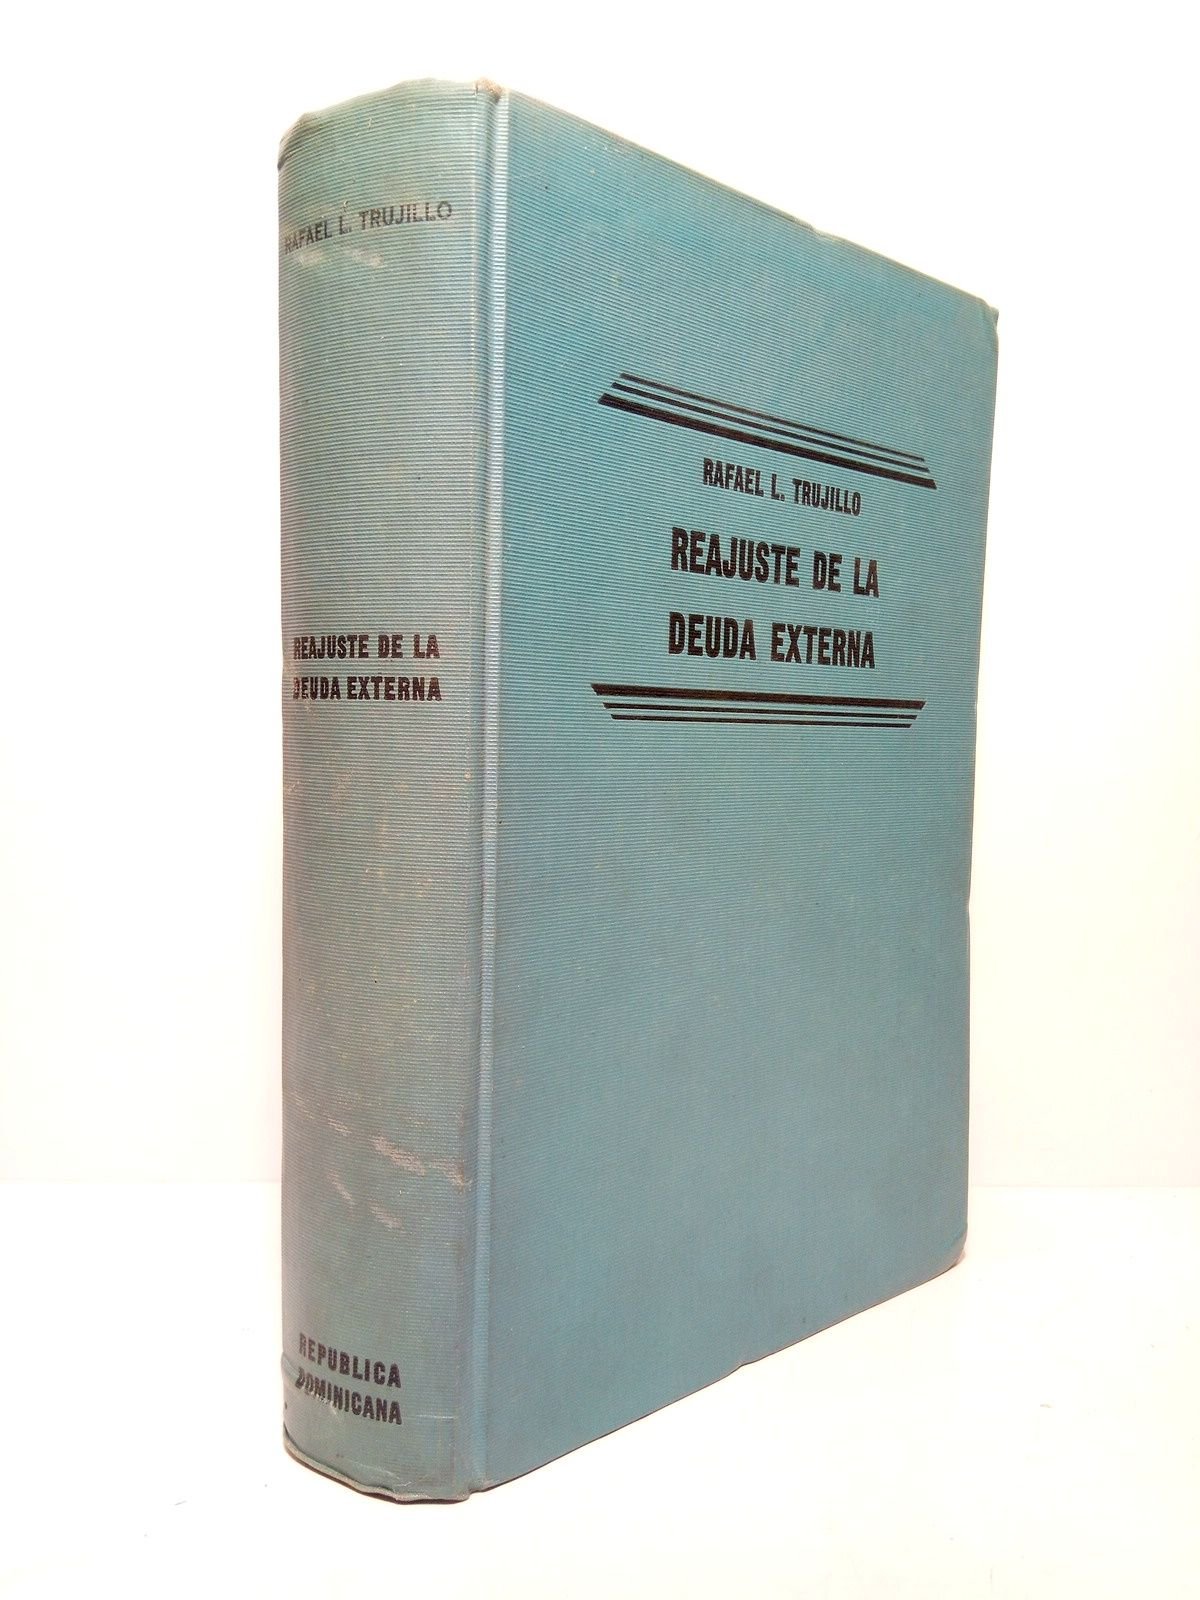 RAFAEL L. TRUJILLO
REAJUSTE DE LA
DEUDA EXTERNA
REPUBLICA
DOMINICANA
RAFAEL L. TRUJILLO
REAJUSTE DE LA
DEUDA EXTERNA